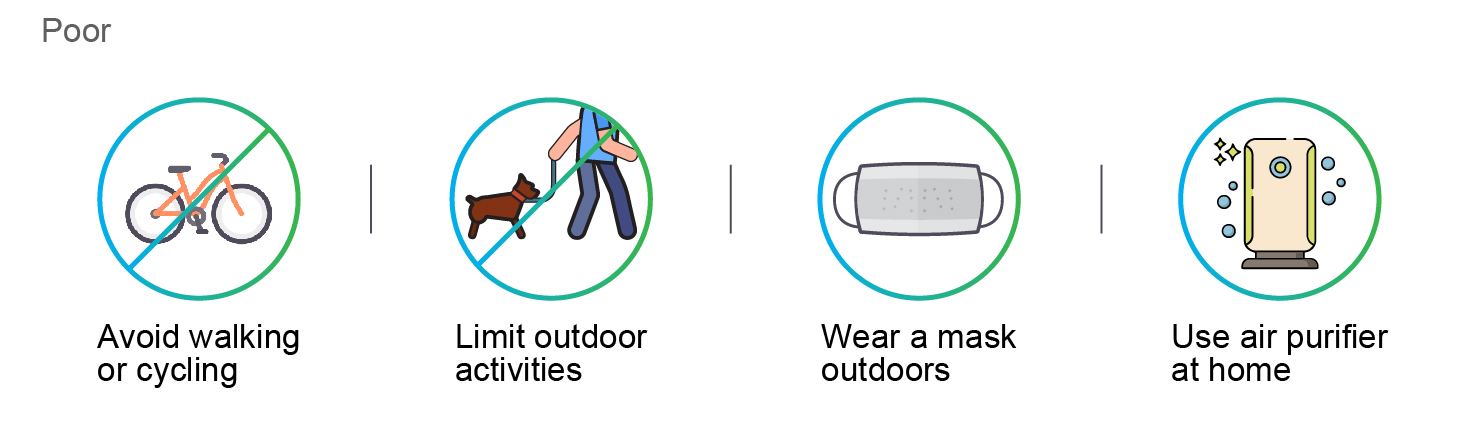 Poor
Avoid walking
or cycling
Limit outdoor
activities
Wear a mask
outdoors
Use air purifier
at home